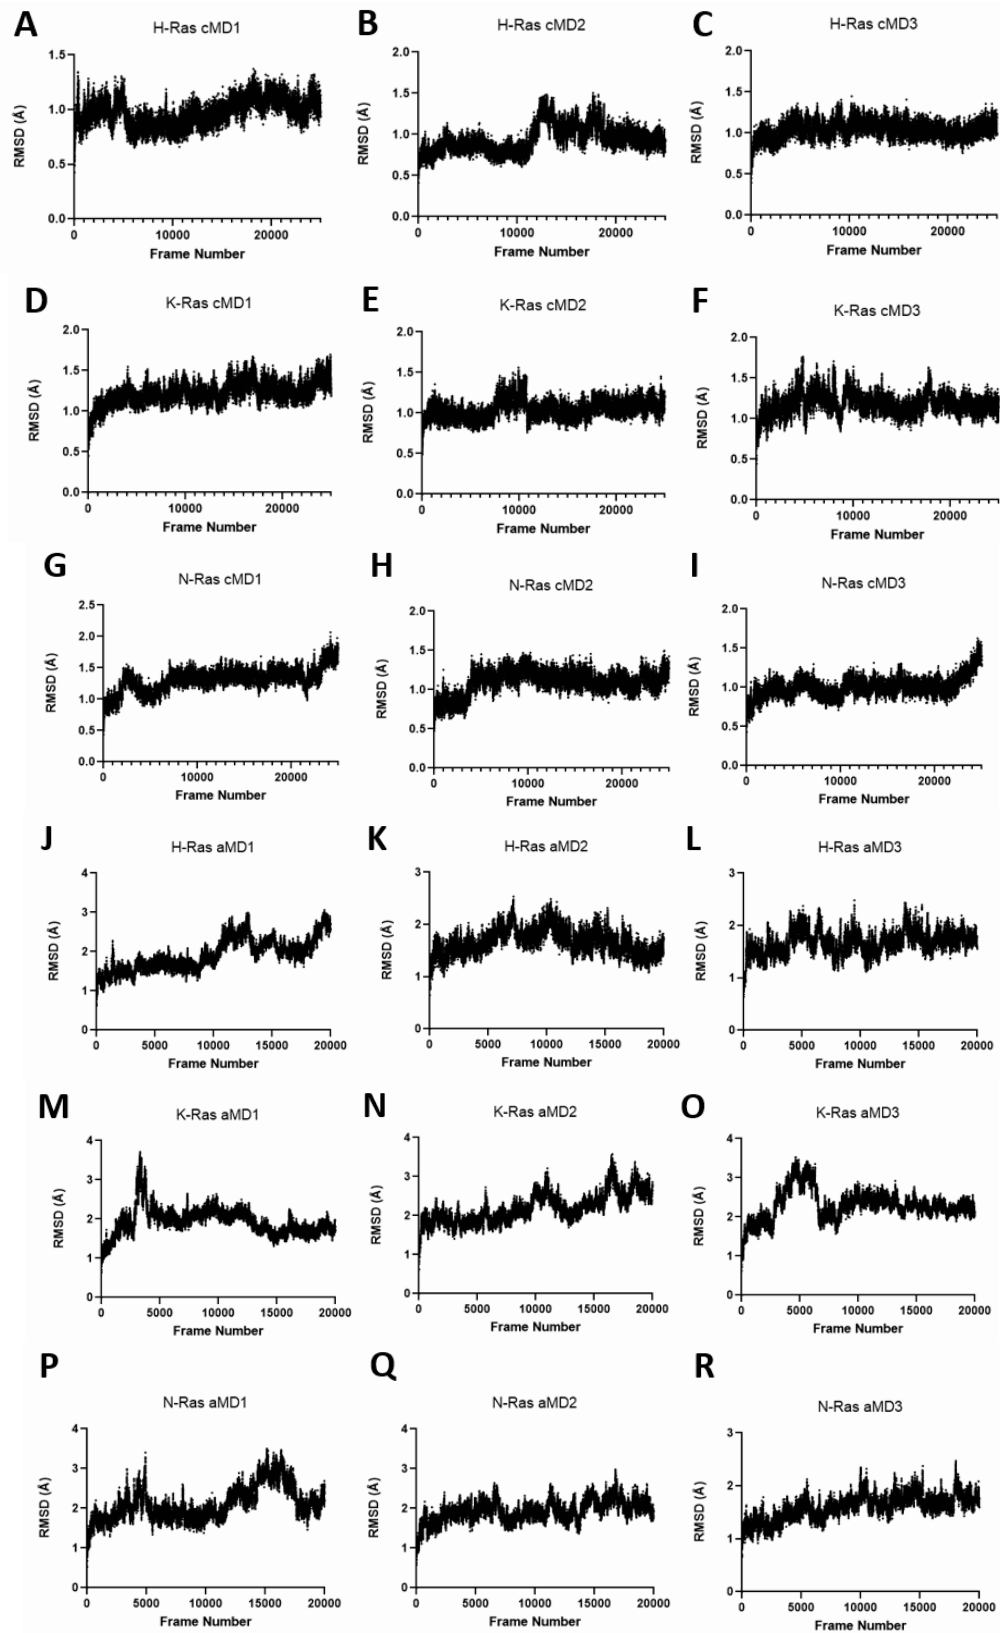 A
H-Ras cMD1
RMSD (Å)
1.5
1.0
0.5
0.0
0 10000 20000
Frame Number
B
H-Ras cMD2
RMSD (Å)
2.0
1.5
1.0
0.5
0.0
0 10000 20000
Frame Number
C
H-Ras cMD3
RMSD (Å)
2.0
1.5
1.0
0.5
0.0
0 10000 20000
Frame Number
D
K-Ras cMD1
RMSD (Å)
2.0
1.5
1.0
0.5
0.0
0 10000 20000
Frame Number
E
K-Ras cMD2
RMSD (Å)
2.0
1.5
1.0
0.5
0.0
0 10000 20000
Frame Number
F
K-Ras cMD3
RMSD (Å)
2.0
1.5
1.0
0.5
0.0
0 10000 20000
Frame Number
G
N-Ras cMD1
RMSD (Å)
2.5
2.0
1.5
1.0
0.5
0.0
0 10000 20000
Frame Number
H
N-Ras cMD2
RMSD (Å)
2.0
1.5
1.0
0.5
0.0
0 10000 20000
Frame Number
I
N-Ras cMD3
RMSD (Å)
2.0
1.5
1.0
0.5
0.0
0 10000 20000
Frame Number
J
H-Ras aMD1
RMSD (Å)
4
3
2
1
0
0 5000 10000 15000 20000
Frame Number
K
H-Ras aMD2
RMSD (Å)
3
2
1
0
0 5000 10000 15000 20000
Frame Number
L
H-Ras aMD3
RMSD (Å)
3
2
1
0
0 5000 10000 15000 20000
Frame Number
M
K-Ras aMD1
RMSD (Å)
4
3
2
1
0
0 5000 10000 15000 20000
Frame Number
N
K-Ras aMD2
RMSD (Å)
4
3
2
1
0
0 5000 10000 15000 20000
Frame Number
O
K-Ras aMD3
RMSD (Å)
4
3
2
1
0
0 5000 10000 15000 20000
Frame Number
P
N-Ras aMD1
RMSD (Å)
4
3
2
1
0
0 5000 10000 15000 20000
Frame Number
Q
N-Ras aMD2
RMSD (Å)
4
3
2
1
0
0 5000 10000 15000 20000
Frame Number
R
N-Ras aMD3
RMSD (Å)
3
2
1
0
0 5000 10000 15000 20000
Frame Number